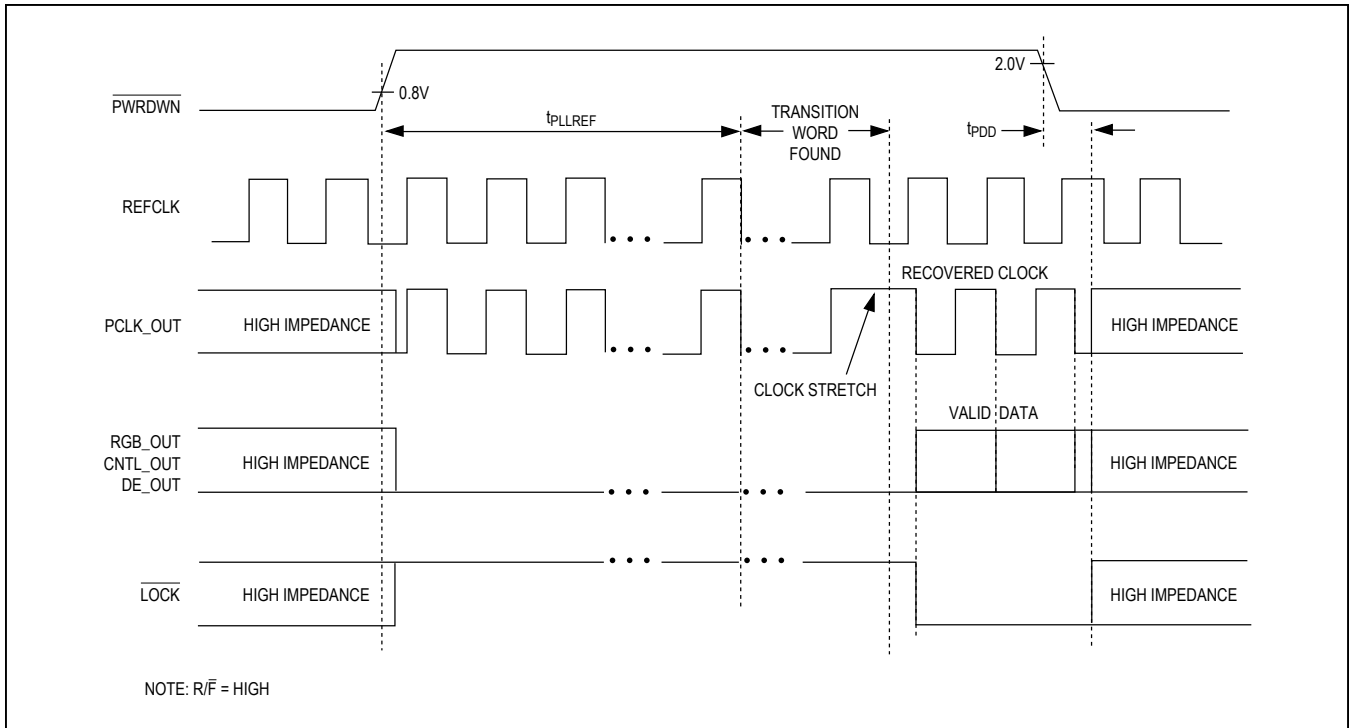 2.0V
0.8V
PWRDWN
tPLLREF
TRANSITION
WORD
FOUND
tPDD
REFCLK
RECOVERED CLOCK
PCLK_OUT
HIGH IMPEDANCE
HIGH IMPEDANCE
CLOCK STRETCH
VALID DATA
RGB_OUT
CNTL_OUT
DE_OUT
HIGH IMPEDANCE
HIGH IMPEDANCE
LOCK
HIGH IMPEDANCE
HIGH IMPEDANCE
NOTE: R/F̅ = HIGH